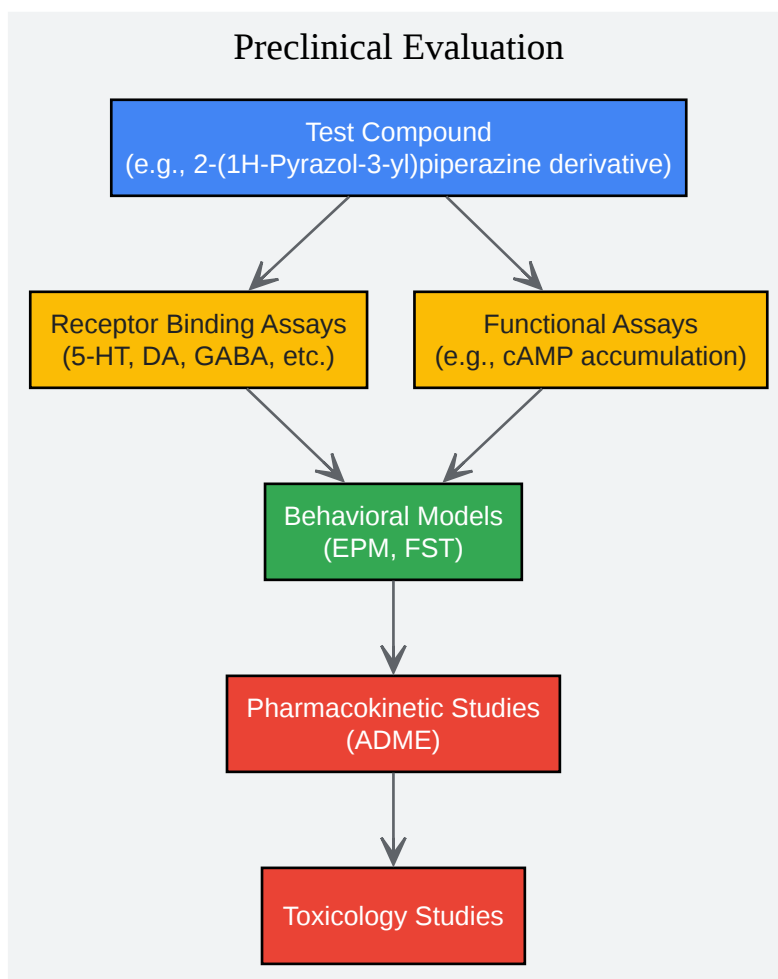 Preclinical Evaluation
Test Compound
(e.g., 2-(1H-Pyrazol-3-yl)piperazine derivative)
Receptor Binding Assays
(5-HT, DA, GABA, etc.)
Functional Assays
(e.g., cAMP accumulation)
Behavioral Models
(EPM, FST)
Pharmacokinetic Studies
(ADME)
Toxicology Studies